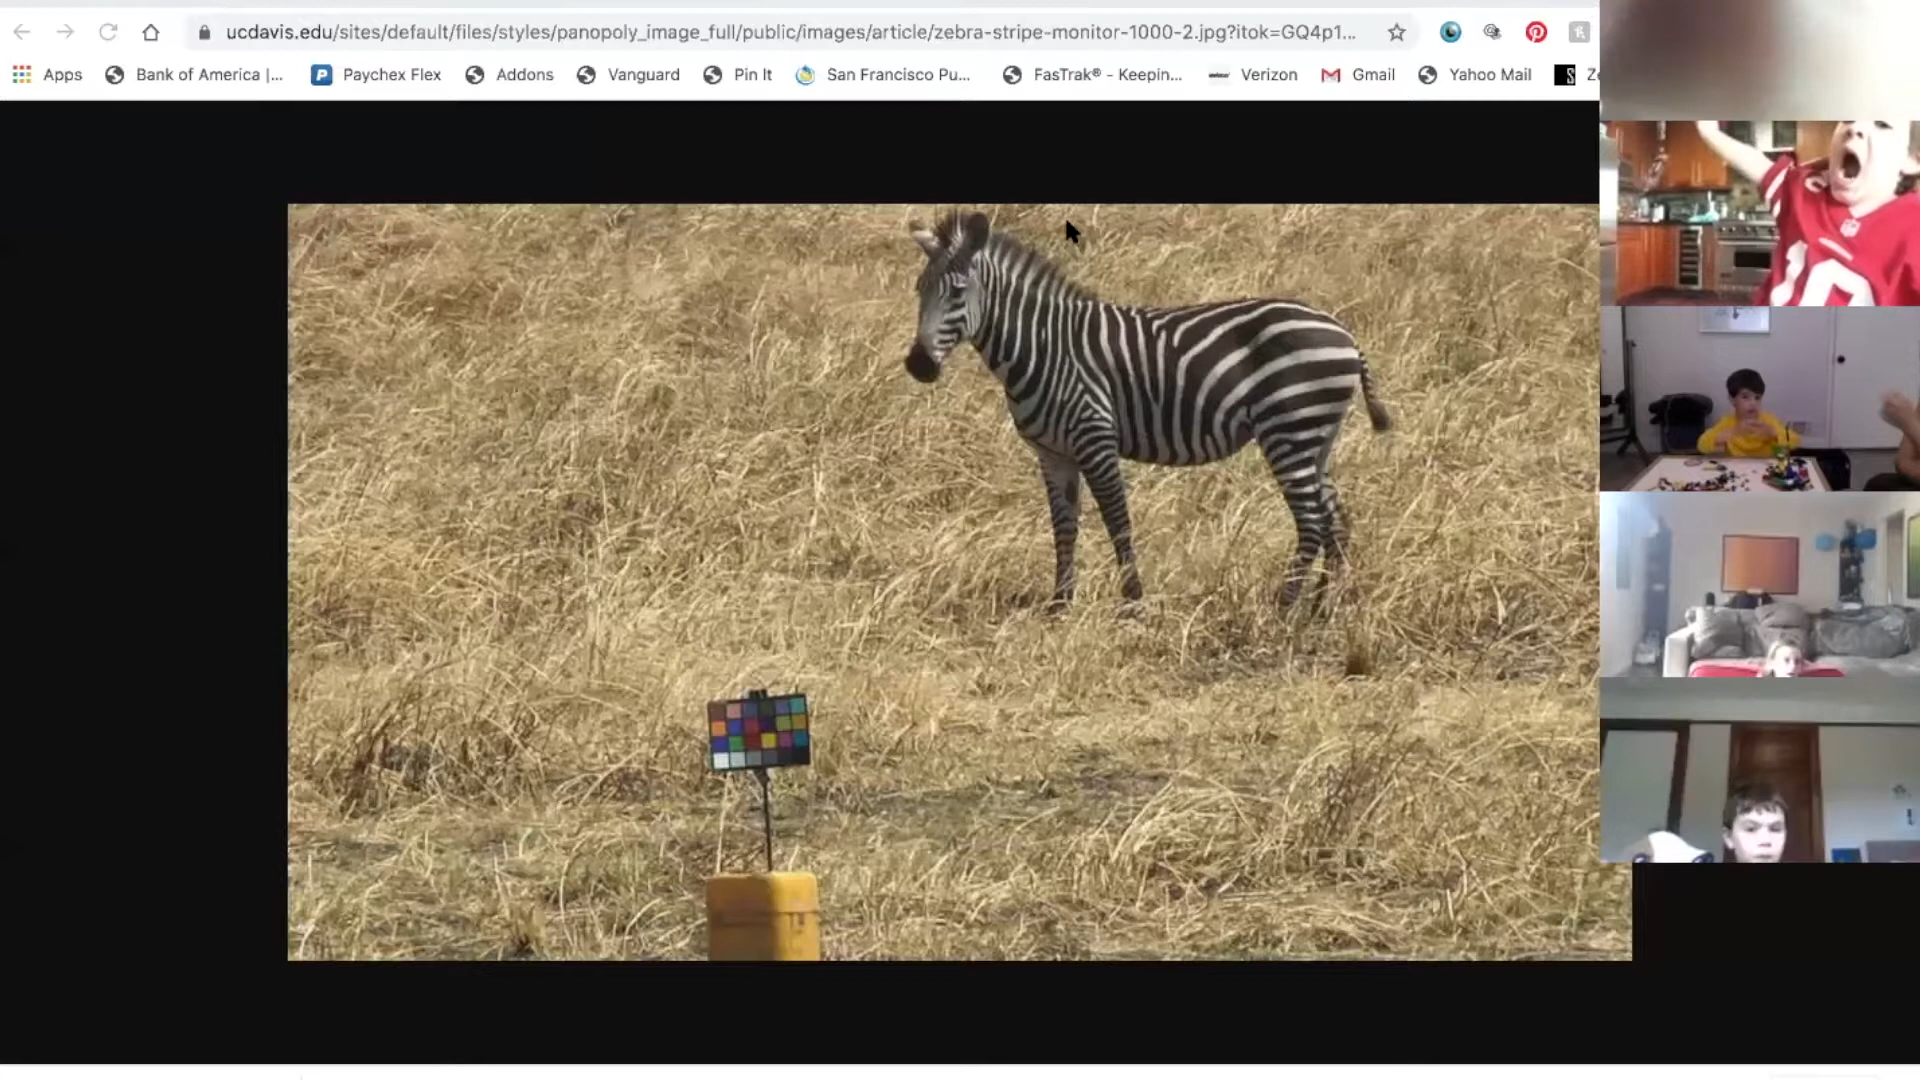 ucdavis.edu/sites/default/files/styles/panopoly_image_full/public/images/article/zebra-stripe-monitor-1000-2.jpg?itok=GQ4p1...
Apps Bank of America |... Paychex Flex Addons Vanguard Pin It San Francisco Pu... FasTrak® - Keepin... Verizon Gmail Yahoo Mail
NFL